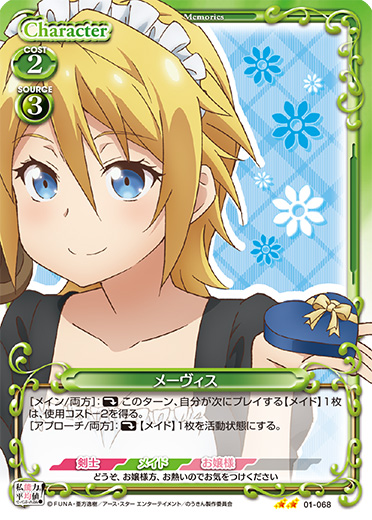 Memories
Character
COST
2
SOURCE
3
メーヴィス
[メイン/両方]: このターン、自分が次にプレイする【メイド】1枚
は、使用コスト－2を得る。
[アプローチ/両方]: 【メイド】1枚を活動状態にする。
剣士 メイド お嬢様
どうぞ、お嬢様方、お熱いのでお気をつけください
私、能力は
平均値
©FUNA・亜方逸樹／アース・スター エンターテイメント／のうきん製作委員会
01-068